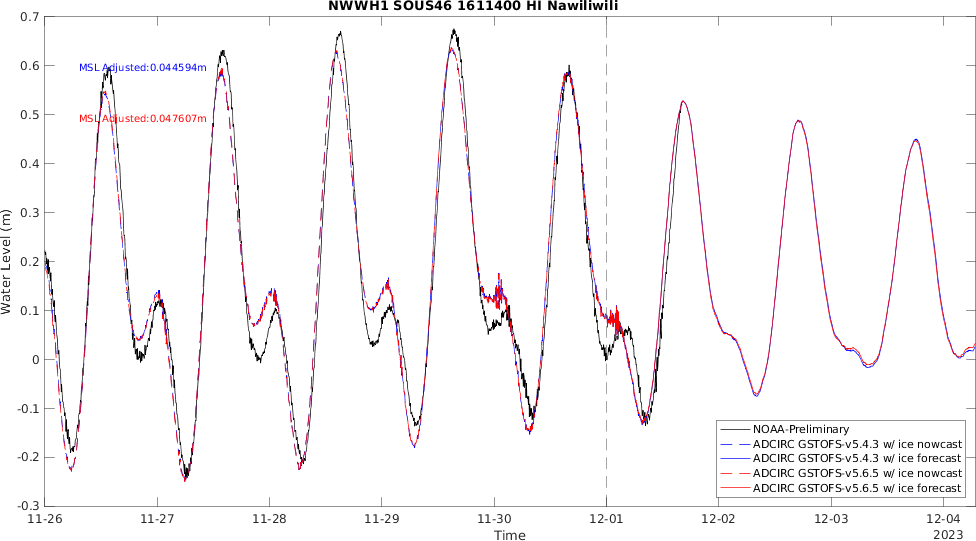 NWWH1 SOUS46 1611400 HI Nawiliwili
0.7
0.6
0.5
0.4
0.3
0.2
0.1
0
-0.1
-0.2
-0.3
Water Level (m)
MSL Adjusted:0.044594m
MSL Adjusted:0.047607m
NOAA-Preliminary
ADCIRC GSTOFS-v5.4.3 w/ ice nowcast
ADCIRC GSTOFS-v5.4.3 w/ ice forecast
ADCIRC GSTOFS-v5.6.5 w/ ice nowcast
ADCIRC GSTOFS-v5.6.5 w/ ice forecast
11-26 11-27 11-28 11-29 11-30 12-01 12-02 12-03 12-04
Time
2023